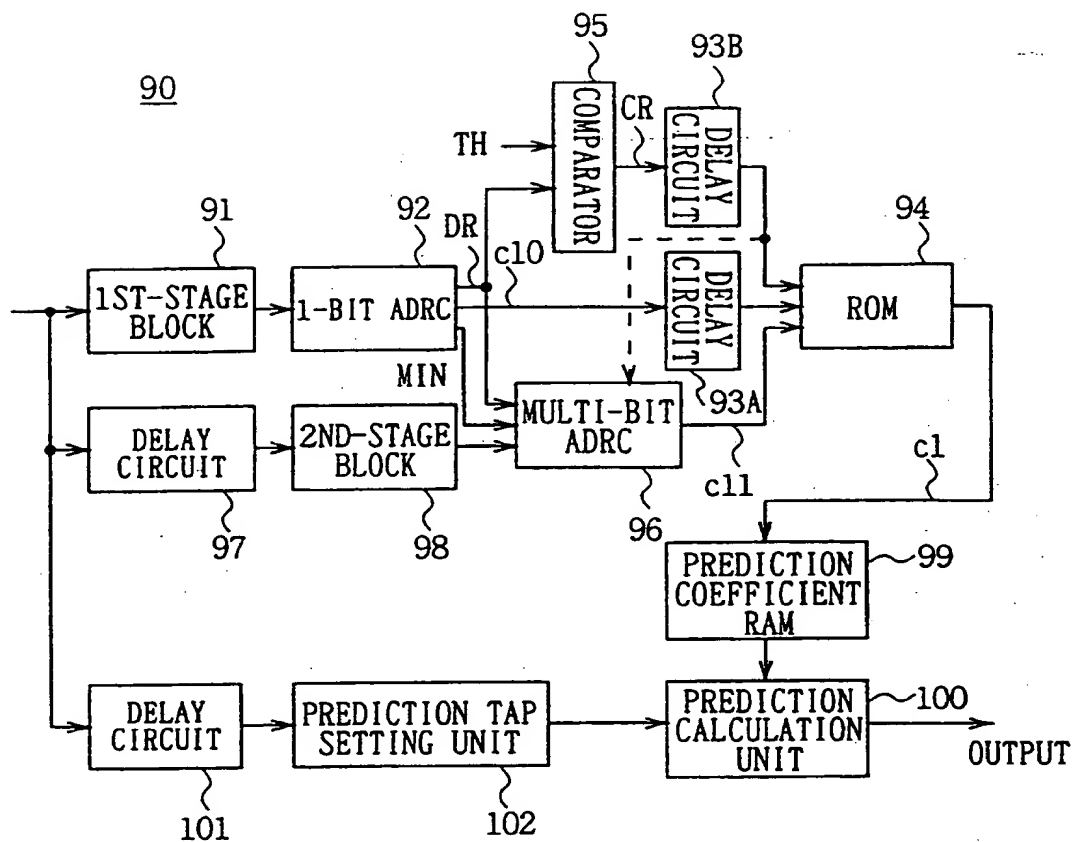 90
95
93B
TH
COMPARATOR
CR
DELAY
CIRCUIT
91
92
DR
c10
94
1ST-STAGE
BLOCK
1-BIT ADRC
DELAY
CIRCUIT
ROM
MIN
93A
DELAY
CIRCUIT
2ND-STAGE
BLOCK
MULTI-BIT
ADRC
c11
c1
97
98
96
PREDICTION
COEFFICIENT
RAM
99
DELAY
CIRCUIT
PREDICTION TAP
SETTING UNIT
PREDICTION
CALCULATION
UNIT
100
OUTPUT
101
102